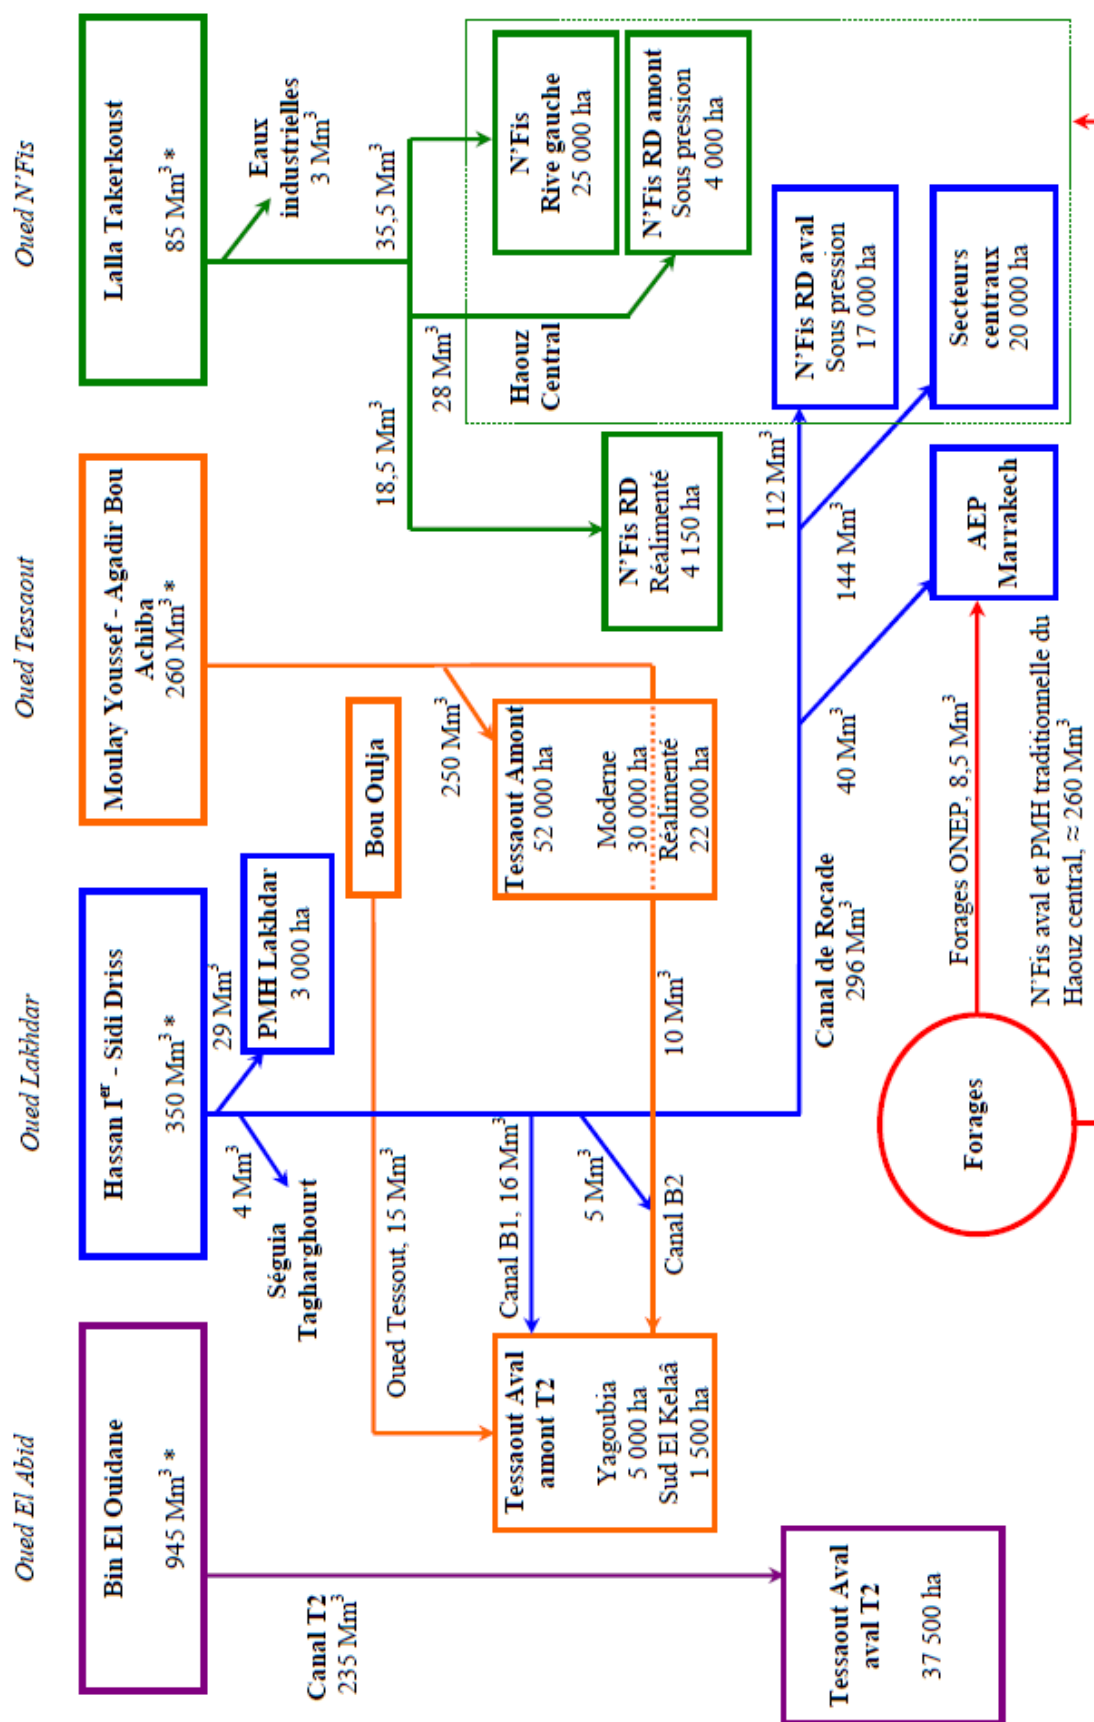 Oued El Abid
Oued Lakhdar
Oued Tessaout
Oued N'Fis
Bin El Ouidane
945 Mm³ *
Hassan Iᵉʳ - Sidi Driss
350 Mm³ *
Moulay Youssef - Agadir Bou
Achiba
260 Mm³ *
Lalla Takerkoust
85 Mm³ *
Canal T2
235 Mm³
4 Mm³
Séguia
Tagharghourt
29 Mm³
PMH Lakhdar
3 000 ha
Bou Oulja
Eaux
industrielles
3 Mm³
Oued Tessout, 15 Mm³
250 Mm³
18,5 Mm³
28 Mm³
35,5 Mm³
Canal B1, 16 Mm³
5 Mm³
Canal B2
10 Mm³
Tessaout Aval
amont T2
Yagoubia
5 000 ha
Sud El Kelaâ
1 500 ha
Tessaout Amont
52 000 ha
Moderne
30 000 ha
Réalimenté
22 000 ha
N'Fis RD
Réalimenté
4 150 ha
Haouz
Central
N'Fis
Rive gauche
25 000 ha
N'Fis RD amont
Sous pression
4 000 ha
Tessaout Aval
aval T2
37 500 ha
Canal de Rocade
296 Mm³
40 Mm³
144 Mm³
112 Mm³
N'Fis RD aval
Sous pression
17 000 ha
Secteurs
centraux
20 000 ha
AEP
Marrakech
Forages
Forages ONEP, 8,5 Mm³
N'Fis aval et PMH traditionnelle du
Haouz central, ≈ 260 Mm³